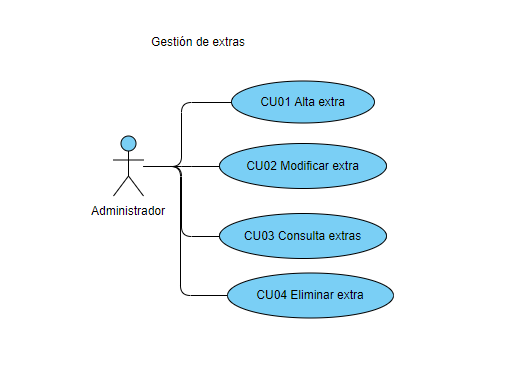 Gestión de extras
CU01 Alta extra
CU02 Modificar extra
Administrador
CU03 Consulta extras
CU04 Eliminar extra